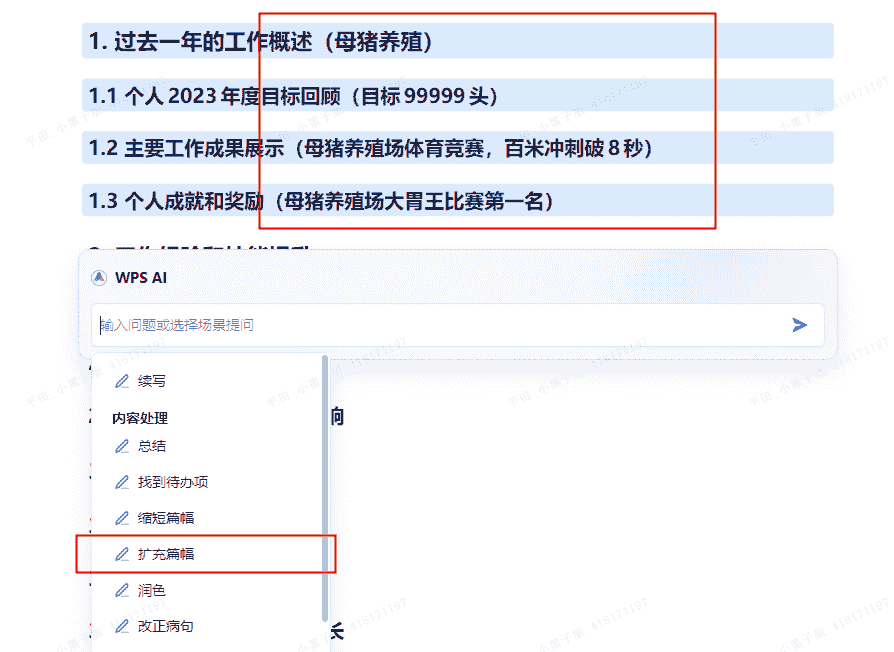 1. 过去一年的工作概述（母猪养殖）
1.1 个人 2023 年度目标回顾（目标 99999 头）
1.2 主要工作成果展示（母猪养殖场体育竞赛，百米冲刺破 8 秒）
1.3 个人成就和奖励（母猪养殖场大胃王比赛第一名）
WPS AI
输入问题或选择场景提问
续写
内容处理
响
总结
找到待办项
缩短篇幅
扩充篇幅
润色
改正病句
长